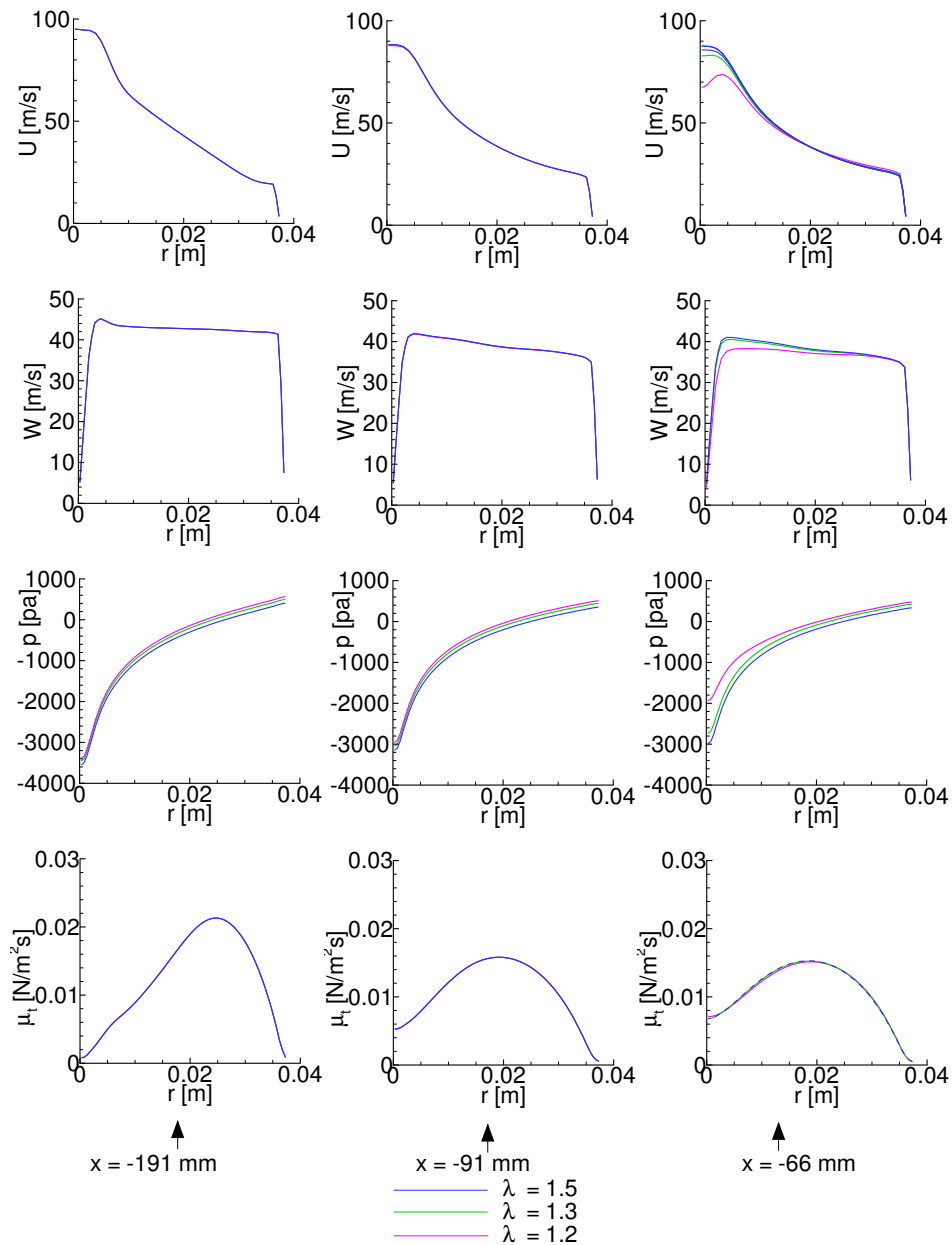 100
50
0
U [m/s]
0 0.02 0.04
r [m]
100
50
0
U [m/s]
0 0.02 0.04
r [m]
100
50
0
U [m/s]
0 0.02 0.04
r [m]
50
40
30
20
10
0
W [m/s]
0 0.02 0.04
r [m]
50
40
30
20
10
0
W [m/s]
0 0.02 0.04
r [m]
50
40
30
20
10
0
W [m/s]
0 0.02 0.04
r [m]
1000
0
-1000
-2000
-3000
-4000
p [pa]
0 0.02 0.04
r [m]
1000
0
-1000
-2000
-3000
-4000
p [pa]
0 0.02 0.04
r [m]
1000
0
-1000
-2000
-3000
-4000
p [pa]
0 0.02 0.04
r [m]
0.03
0.02
0.01
0
μt [N/m²s]
0 0.02 0.04
r [m]
0.03
0.02
0.01
0
μt [N/m²s]
0 0.02 0.04
r [m]
0.03
0.02
0.01
0
μt [N/m²s]
0 0.02 0.04
r [m]
x = -191 mm
x = -91 mm
x = -66 mm
λ = 1.5
λ = 1.3
λ = 1.2